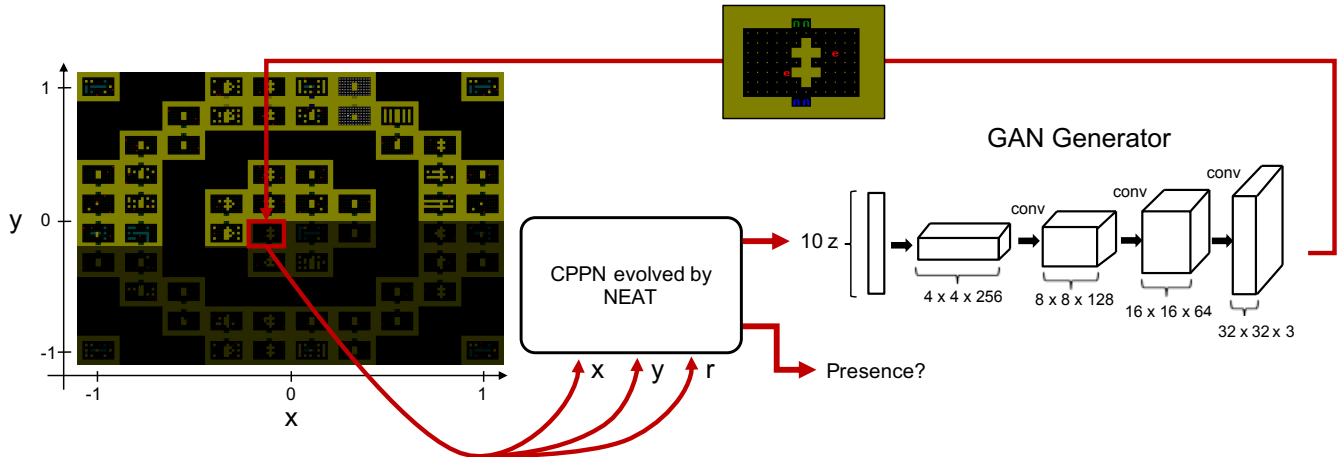 n n
e
e
n n
GAN Generator
1
y
0
-1
-1
0
1
x
CPPN evolved by
NEAT
x y r
10 z
Presence?
conv
conv
conv
4 x 4 x 256
8 x 8 x 128
16 x 16 x 64
32 x 32 x 3